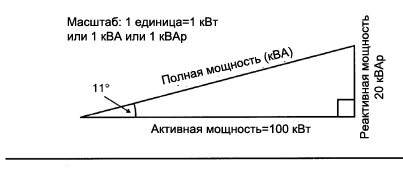 Масштаб: 1 единица=1 кВт
или 1 кВА или 1 кВАр
Полная мощность (кВА)
11°
Активная мощность=100 кВт
Реактивная мощность
20 кВАр